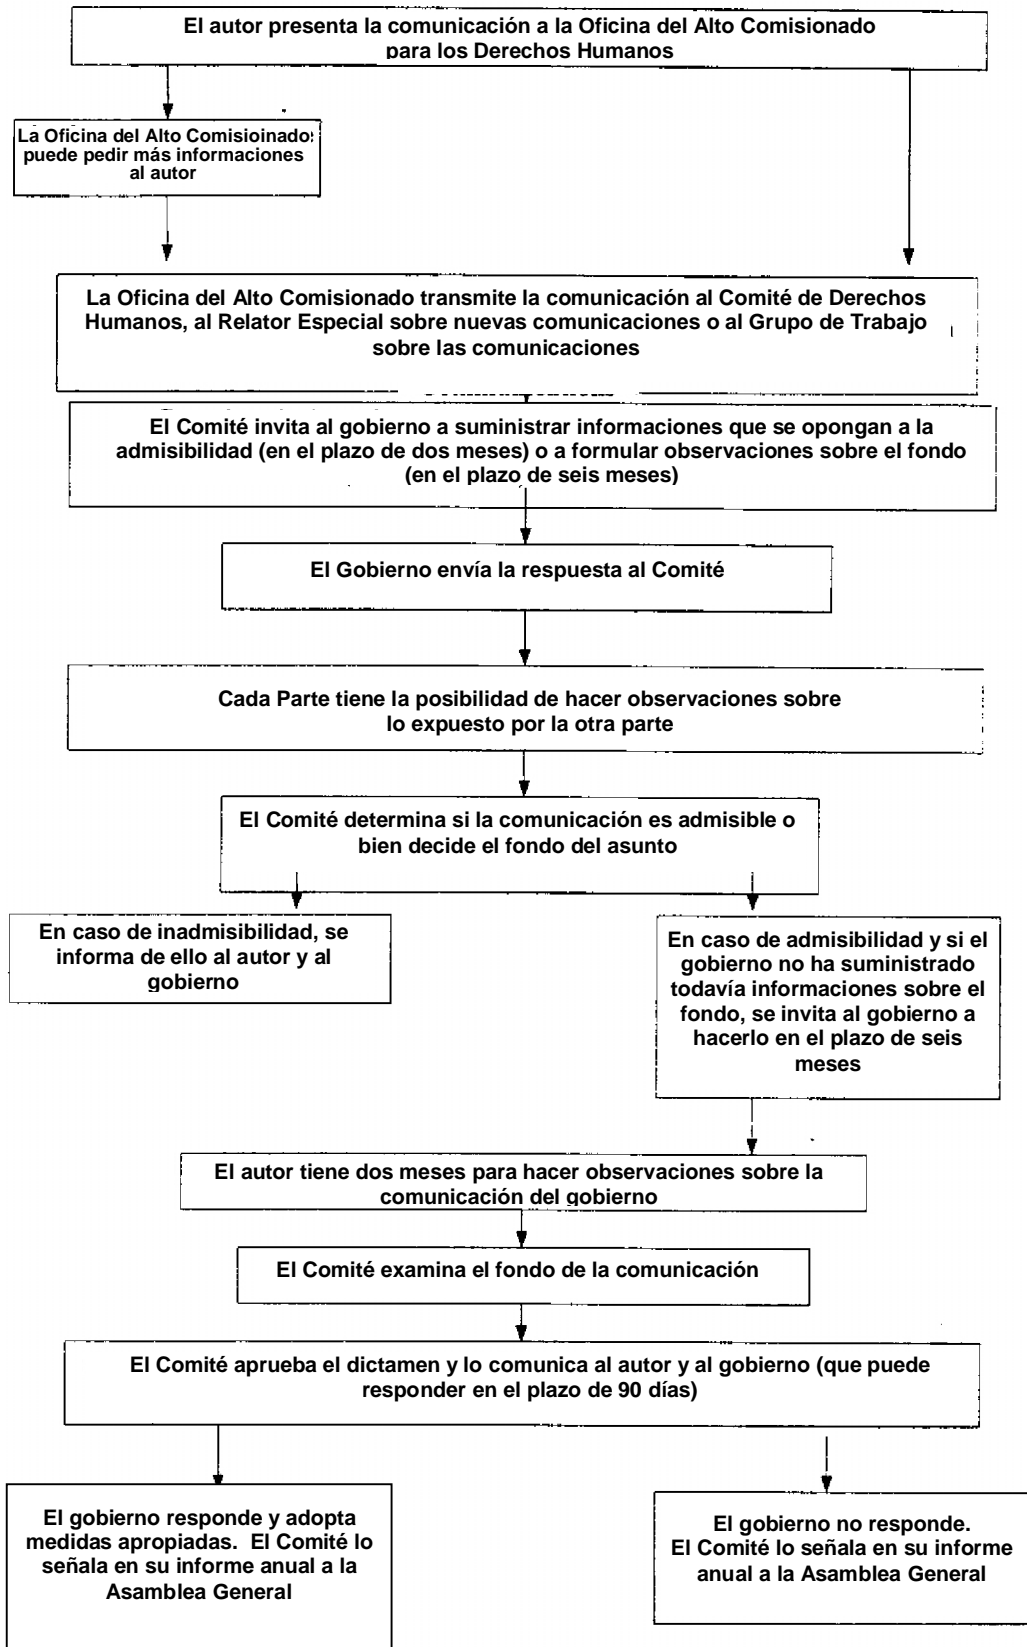 El autor presenta la comunicación a la Oficina del Alto Comisionado
para los Derechos Humanos
La Oficina del Alto Comisioinado
puede pedir más informaciones
al autor
La Oficina del Alto Comisionado transmite la comunicación al Comité de Derechos
Humanos, al Relator Especial sobre nuevas comunicaciones o al Grupo de Trabajo
sobre las comunicaciones
El Comité invita al gobierno a suministrar informaciones que se opongan a la
admisibilidad (en el plazo de dos meses) o a formular observaciones sobre el fondo
(en el plazo de seis meses)
El Gobierno envía la respuesta al Comité
Cada Parte tiene la posibilidad de hacer observaciones sobre
lo expuesto por la otra parte
El Comité determina si la comunicación es admisible o
bien decide el fondo del asunto
En caso de inadmisibilidad, se
informa de ello al autor y al
gobierno
En caso de admisibilidad y si el
gobierno no ha suministrado
todavía informaciones sobre el
fondo, se invita al gobierno a
hacerlo en el plazo de seis
meses
El autor tiene dos meses para hacer observaciones sobre la
comunicación del gobierno
El Comité examina el fondo de la comunicación
El Comité aprueba el dictamen y lo comunica al autor y al gobierno (que puede
responder en el plazo de 90 días)
El gobierno responde y adopta
medidas apropiadas. El Comité lo
señala en su informe anual a la
Asamblea General
El gobierno no responde.
El Comité lo señala en su informe
anual a la Asamblea General